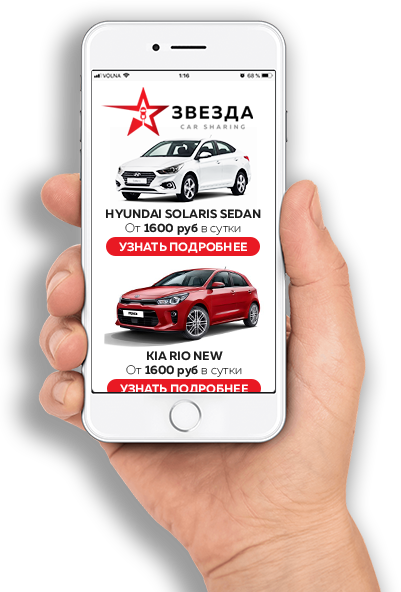 VOLNA
1:16
68 %
ЗВЕЗДА
CAR SHARING
HYUNDAI SOLARIS SEDAN
От 1600 руб в сутки
УЗНАТЬ ПОДРОБНЕЕ
KIA RIO NEW
От 1600 руб в сутки
УЗНАТЬ ПОДРОБНЕЕ